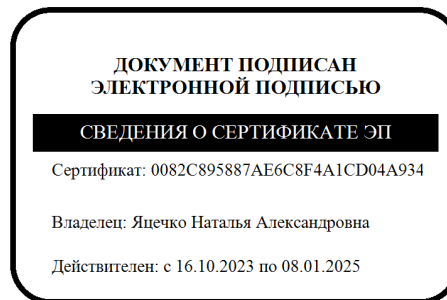 ДОКУМЕНТ ПОДПИСАН
ЭЛЕКТРОННОЙ ПОДПИСЬЮ
СВЕДЕНИЯ О СЕРТИФИКАТЕ ЭП
Сертификат: 0082C895887AE6C8F4A1CD04A934
Владелец: Яцечко Наталья Александровна
Действителен: с 16.10.2023 по 08.01.2025